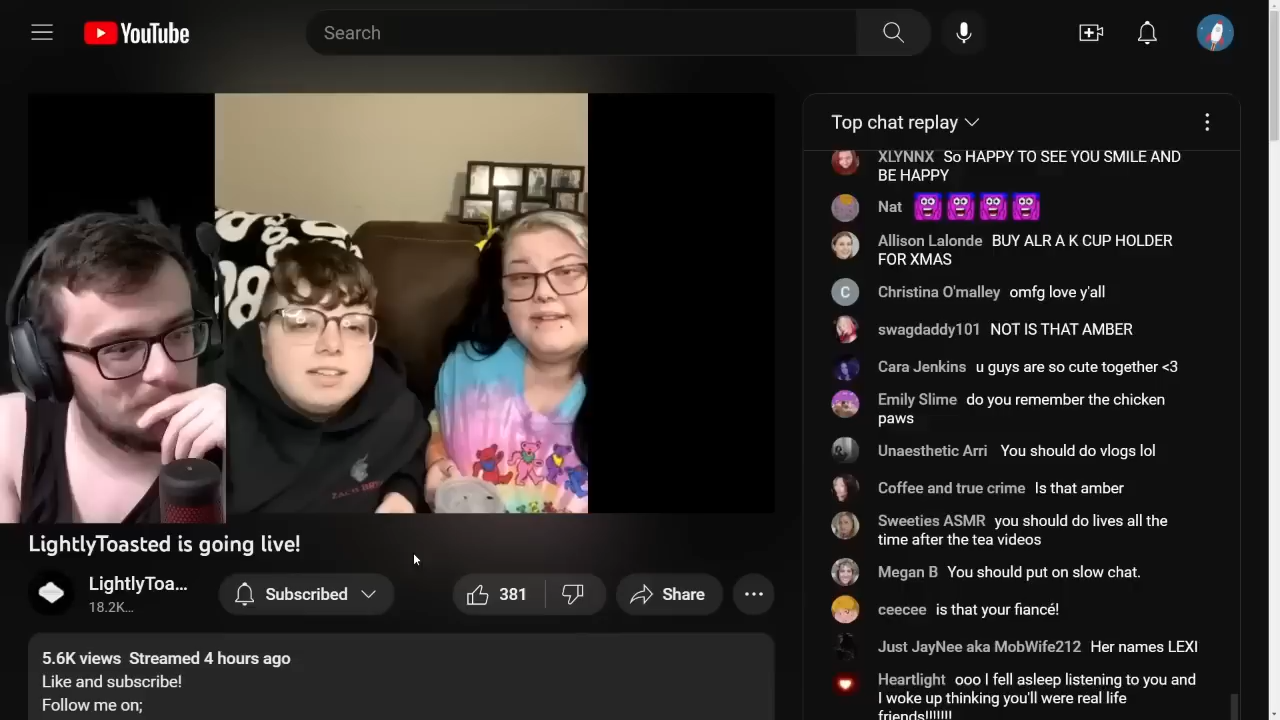 YouTube
Search
Top chat replay
XLYNNX So HAPPY TO SEE YOU SMILE AND
BE HAPPY
Nat
Allison Lalonde BUY ALR A K CUP HOLDER
FOR XMAS
C Christina O'malley omfg love y'all
swagdaddy101 NOT IS THAT AMBER
Cara Jenkins u guys are so cute together <3
Emily Slime do you remember the chicken
paws
Unaesthetic Arri You should do vlogs lol
Coffee and true crime Is that amber
Sweeties ASMR you should do lives all the
time after the tea videos
Megan B You should put on slow chat.
ceecee is that your fiancé!
Just JayNee aka MobWife212 Her names LEXI
Heartlight ooo I fell asleep listening to you and
I woke up thinking you'll were real life
friends!!!!!!!
LightlyToasted is going live!
LightlyToa...
18.2K...
Subscribed
381
Share
5.6K views Streamed 4 hours ago
Like and subscribe!
Follow me on;